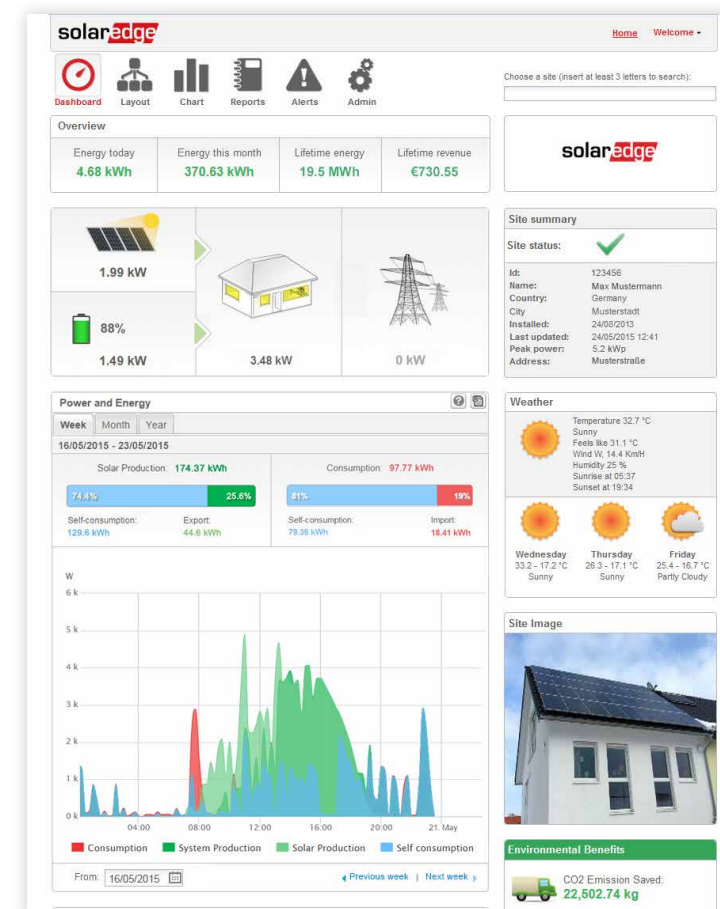 solaredge
Home Welcome
Dashboard Layout Chart Reports Alerts Admin
Choose a site (insert at least 3 letters to search):
Overview
Energy today Energy this month Lifetime energy Lifetime revenue
4.68 kWh 370.63 kWh 19.5 MWh €730.55
solaredge
1.99 kW
88%
1.49 kW 3.48 kW 0 kW
Site summary
Site status:
Id: 123456
Name: Max Mustermann
Country: Germany
City Musterstadt
Installed: 24/08/2013
Last updated: 24/05/2015 12:41
Peak power: 5.2 kWp
Address: Musterstraße
Power and Energy
Week Month Year
16/05/2015 - 23/05/2015
Solar Production: 174.37 kWh Consumption: 97.77 kWh
74.4% 25.6% 81% 19%
Self-consumption: Export: Self-consumption: Import:
129.6 kWh 44.6 kWh 79.36 kWh 18.41 kWh
W
6 k
5 k
4 k
3 k
2 k
1 k
0 k
04:00 08:00 12:00 16:00 20:00 21. May
Consumption System Production Solar Production Self consumption
From: 16/05/2015 Previous week | Next week
Weather
Temperature 32.7 °C
Sunny
Feels like 31.1 °C
Wind W, 14.4 Km/H
Humidity 25 %
Sunrise at 05:37
Sunset at 19:34
Wednesday Thursday Friday
33.2 - 17.2 °C 26.3 - 17.1 °C 25.4 - 16.7 °C
Sunny Sunny Partly Cloudy
Site Image
Environmental Benefits
CO2 Emission Saved:
22,502.74 kg